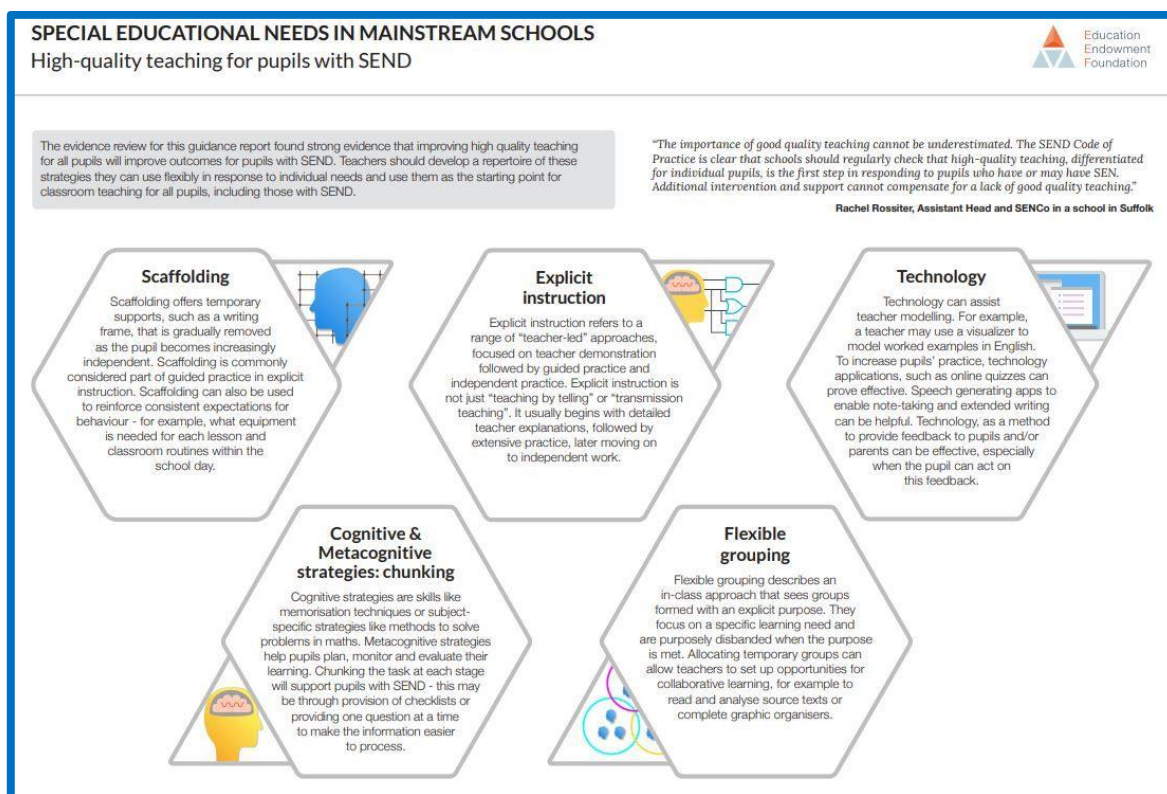 SPECIAL EDUCATIONAL NEEDS IN MAINSTREAM SCHOOLS
High-quality teaching for pupils with SEND
Education
Endowment
Foundation
The evidence review for this guidance report found strong evidence that improving high quality teaching
for all pupils will improve outcomes for pupils with SEND. Teachers should develop a repertoire of these
strategies they can use flexibly in response to individual needs and use them as the starting point for
classroom teaching for all pupils, including those with SEND.
"The importance of good quality teaching cannot be underestimated. The SEND Code of
Practice is clear that schools should regularly check that high-quality teaching, differentiated
for individual pupils, is the first step in responding to pupils who have or may have SEN.
Additional intervention and support cannot compensate for a lack of good quality teaching."
Rachel Rossiter, Assistant Head and SENCo in a school in Suffolk
Scaffolding
Scaffolding offers temporary
supports, such as a writing
frame, that is gradually removed
as the pupil becomes increasingly
independent. Scaffolding is commonly
considered part of guided practice in explicit
instruction. Scaffolding can also be used
to reinforce consistent expectations for
behaviour - for example, what equipment
is needed for each lesson and
classroom routines within the
school day.
Explicit
instruction
Explicit instruction refers to a
range of "teacher-led" approaches,
focused on teacher demonstration
followed by guided practice and
independent practice. Explicit instruction is
not just "teaching by telling" or "transmission
teaching". It usually begins with detailed
teacher explanations, followed by
extensive practice, later moving on
to independent work.
Technology
Technology can assist
teacher modelling. For example,
a teacher may use a visualizer to
model worked examples in English.
To increase pupils' practice, technology
applications, such as online quizzes can
prove effective. Speech generating apps to
enable note-taking and extended writing
can be helpful. Technology, as a method
to provide feedback to pupils and/or
parents can be effective, especially
when the pupil can act on
this feedback.
Cognitive &
Metacognitive
strategies: chunking
Cognitive strategies are skills like
memorisation techniques or subject-
specific strategies like methods to solve
problems in maths. Metacognitive strategies
help pupils plan, monitor and evaluate their
learning. Chunking the task at each stage
will support pupils with SEND - this may
be through provision of checklists or
providing one question at a time
to make the information easier
to process.
Flexible
grouping
Flexible grouping describes an
in-class approach that sees groups
formed with an explicit purpose. They
focus on a specific learning need and
are purposely disbanded when the purpose
is met. Allocating temporary groups can
allow teachers to set up opportunities for
collaborative learning, for example to
read and analyse source texts or
complete graphic organisers.